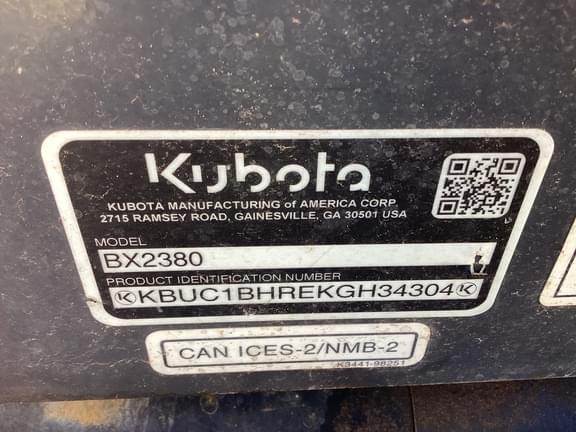 Kubota
KUBOTA MANUFACTURING of AMERICA CORP.
2715 RAMSEY ROAD, GAINESVILLE, GA 30501 USA
MODEL
BX2380
PRODUCT IDENTIFICATION NUMBER
KBUC1BHREKGH34304
CAN ICES-2/NMB-2
K3441-98251